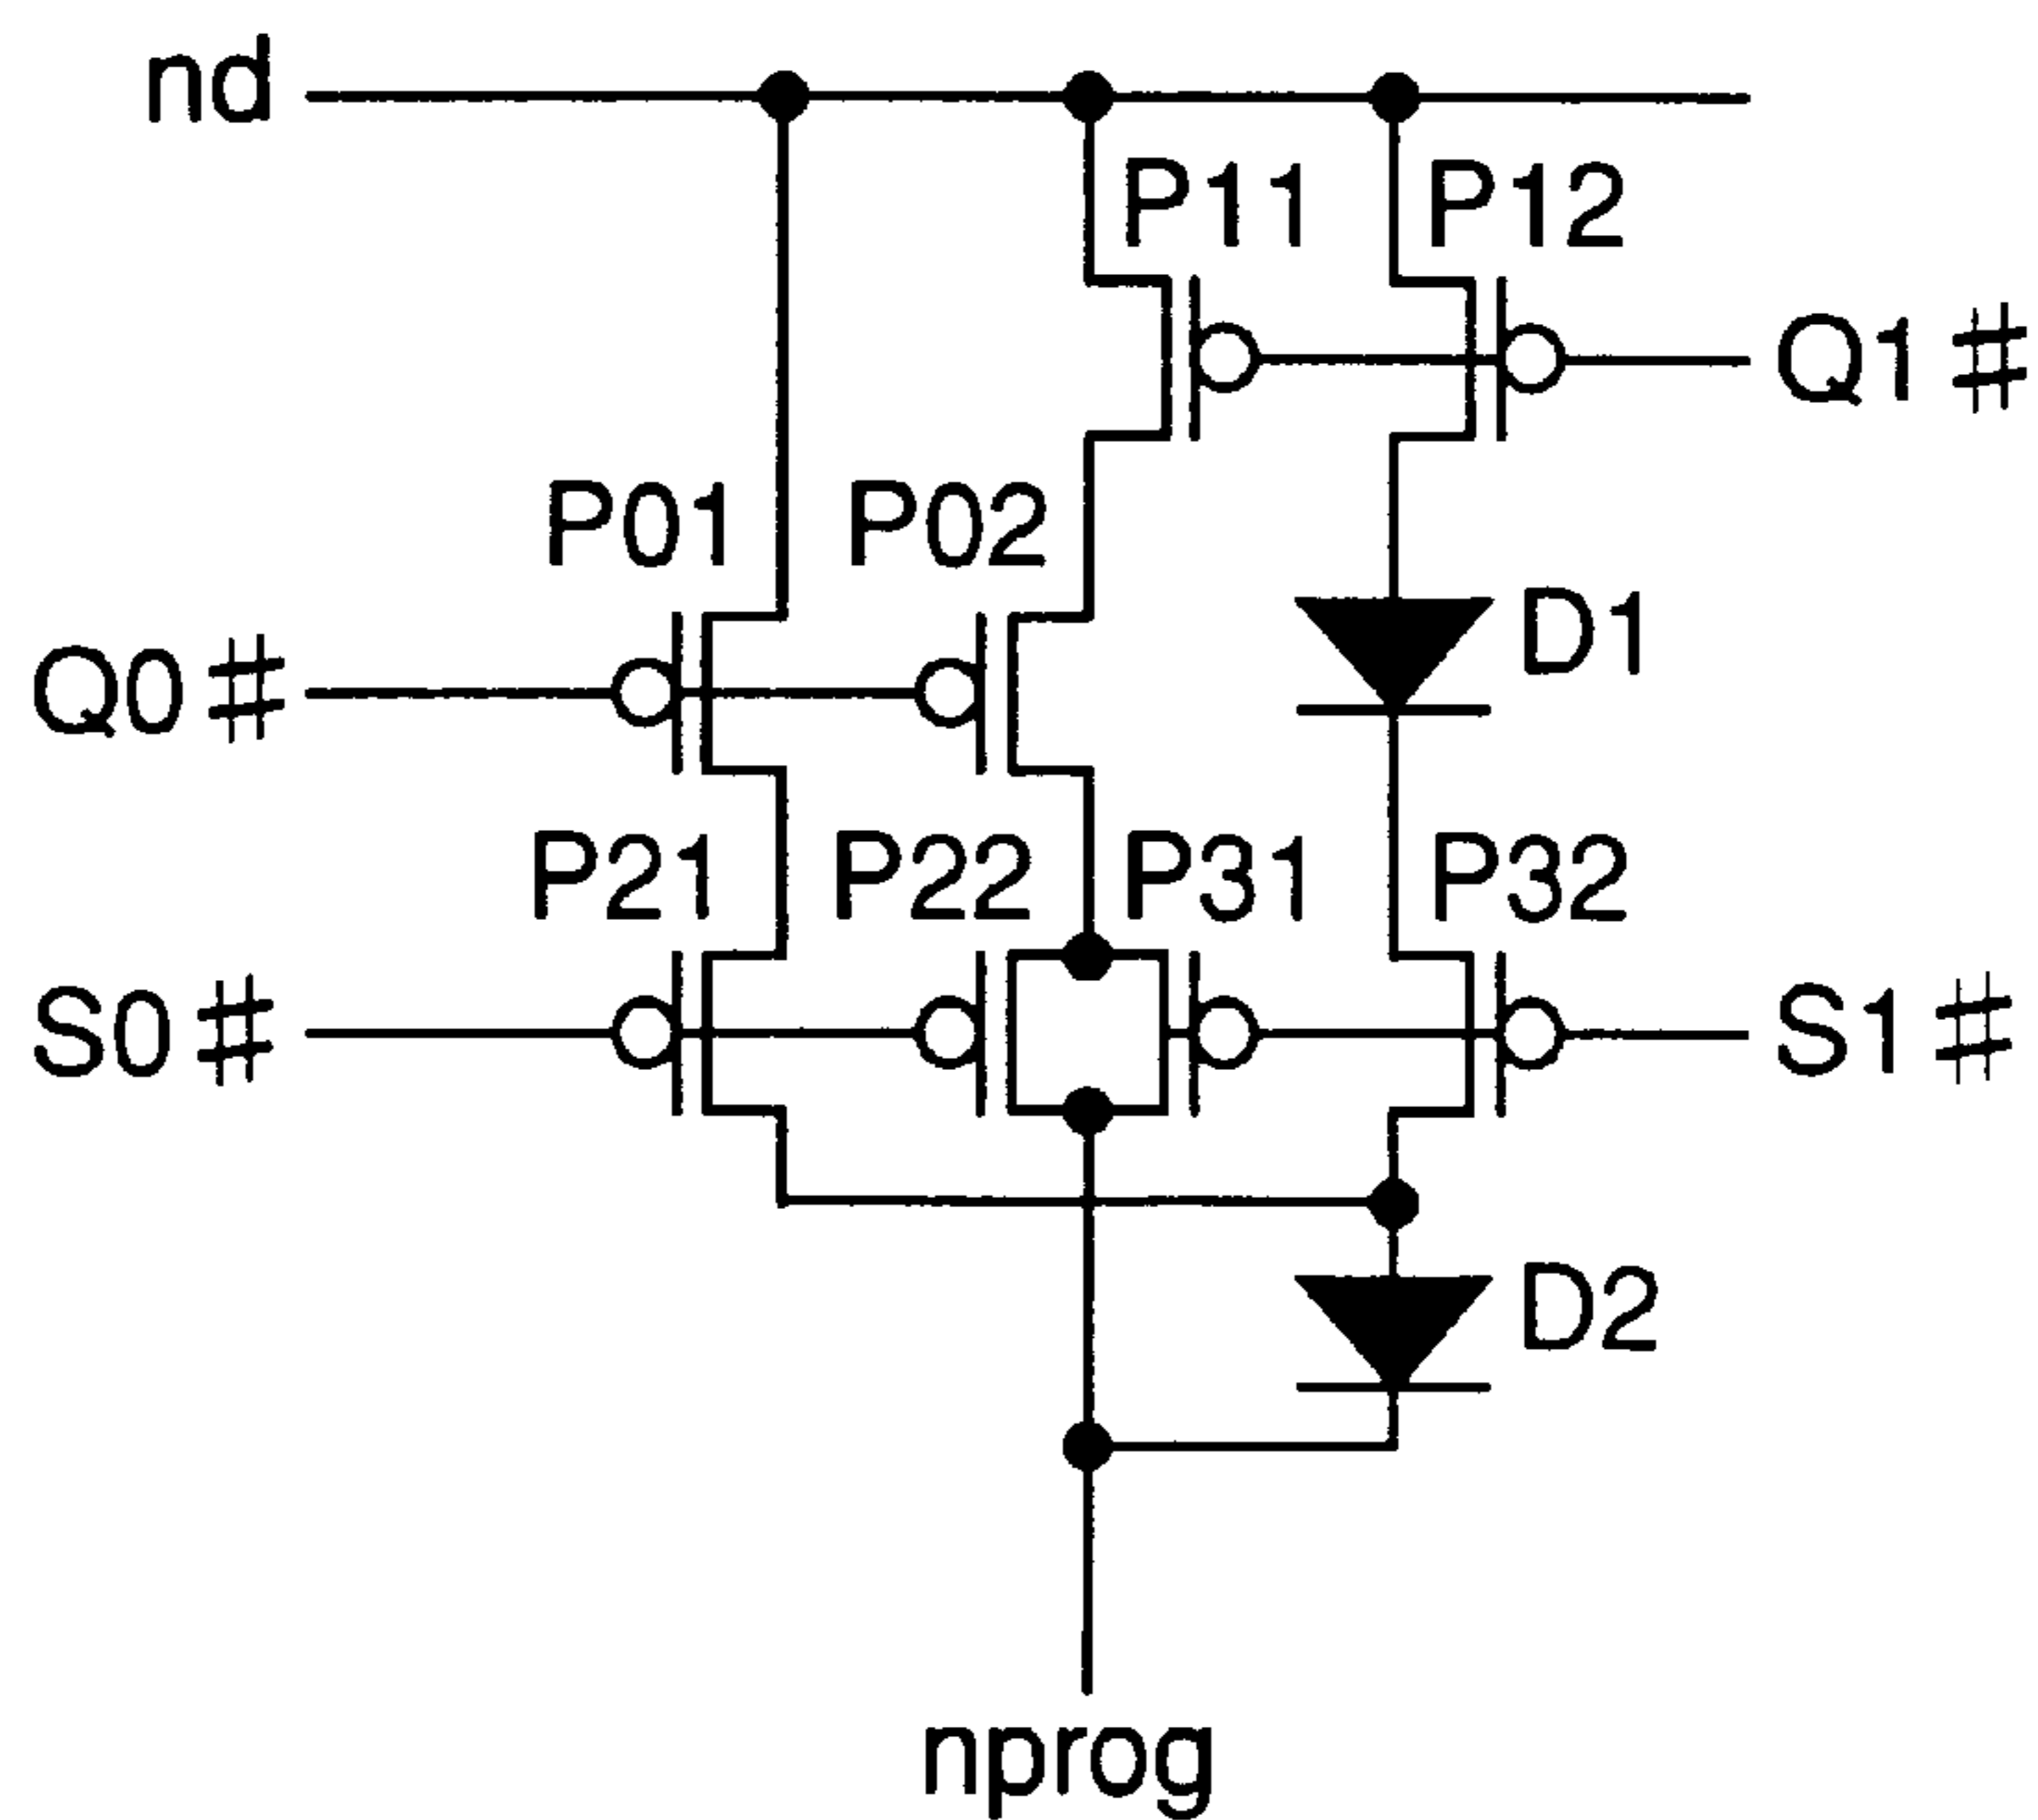 nd
P11 P12
Q1#
P01 P02
D1
Q0#
P21 P22 P31 P32
S0# S1#
D2
nprog